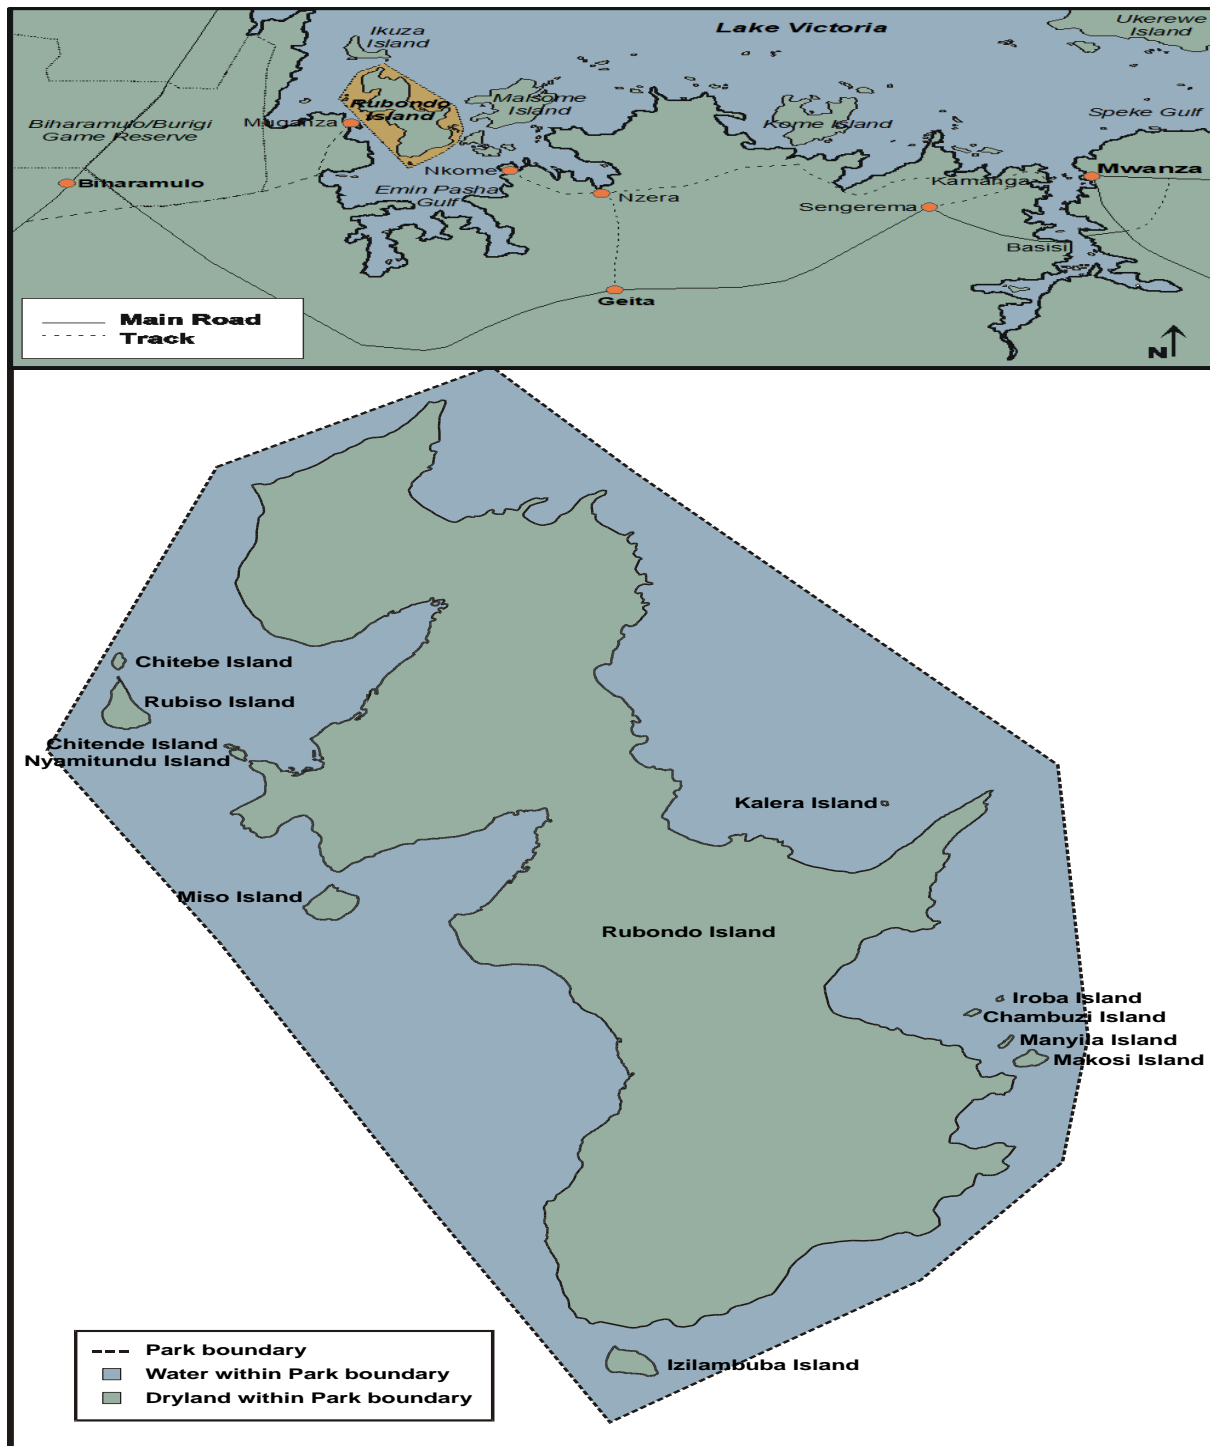 Ukerewe
Island
Lake Victoria
Ikuza
Island
Rubondo
Island
Maisome
Island
Kome Island
Speke Gulf
Biharamulo/Burigi
Game Reserve
Muganza
Biharamulo
Nkome
Emin Pasha
Gulf
Nzera
Kamanga
Mwanza
Sengerema
Basisi
Geita
Main Road
Track
N
Chitebe Island
Rubiso Island
Chitende Island
Nyamitundu Island
Kalera Island
Miso Island
Rubondo Island
Iroba Island
Chambuzi Island
Manyila Island
Makosi Island
Izilambuba Island
Park boundary
Water within Park boundary
Dryland within Park boundary